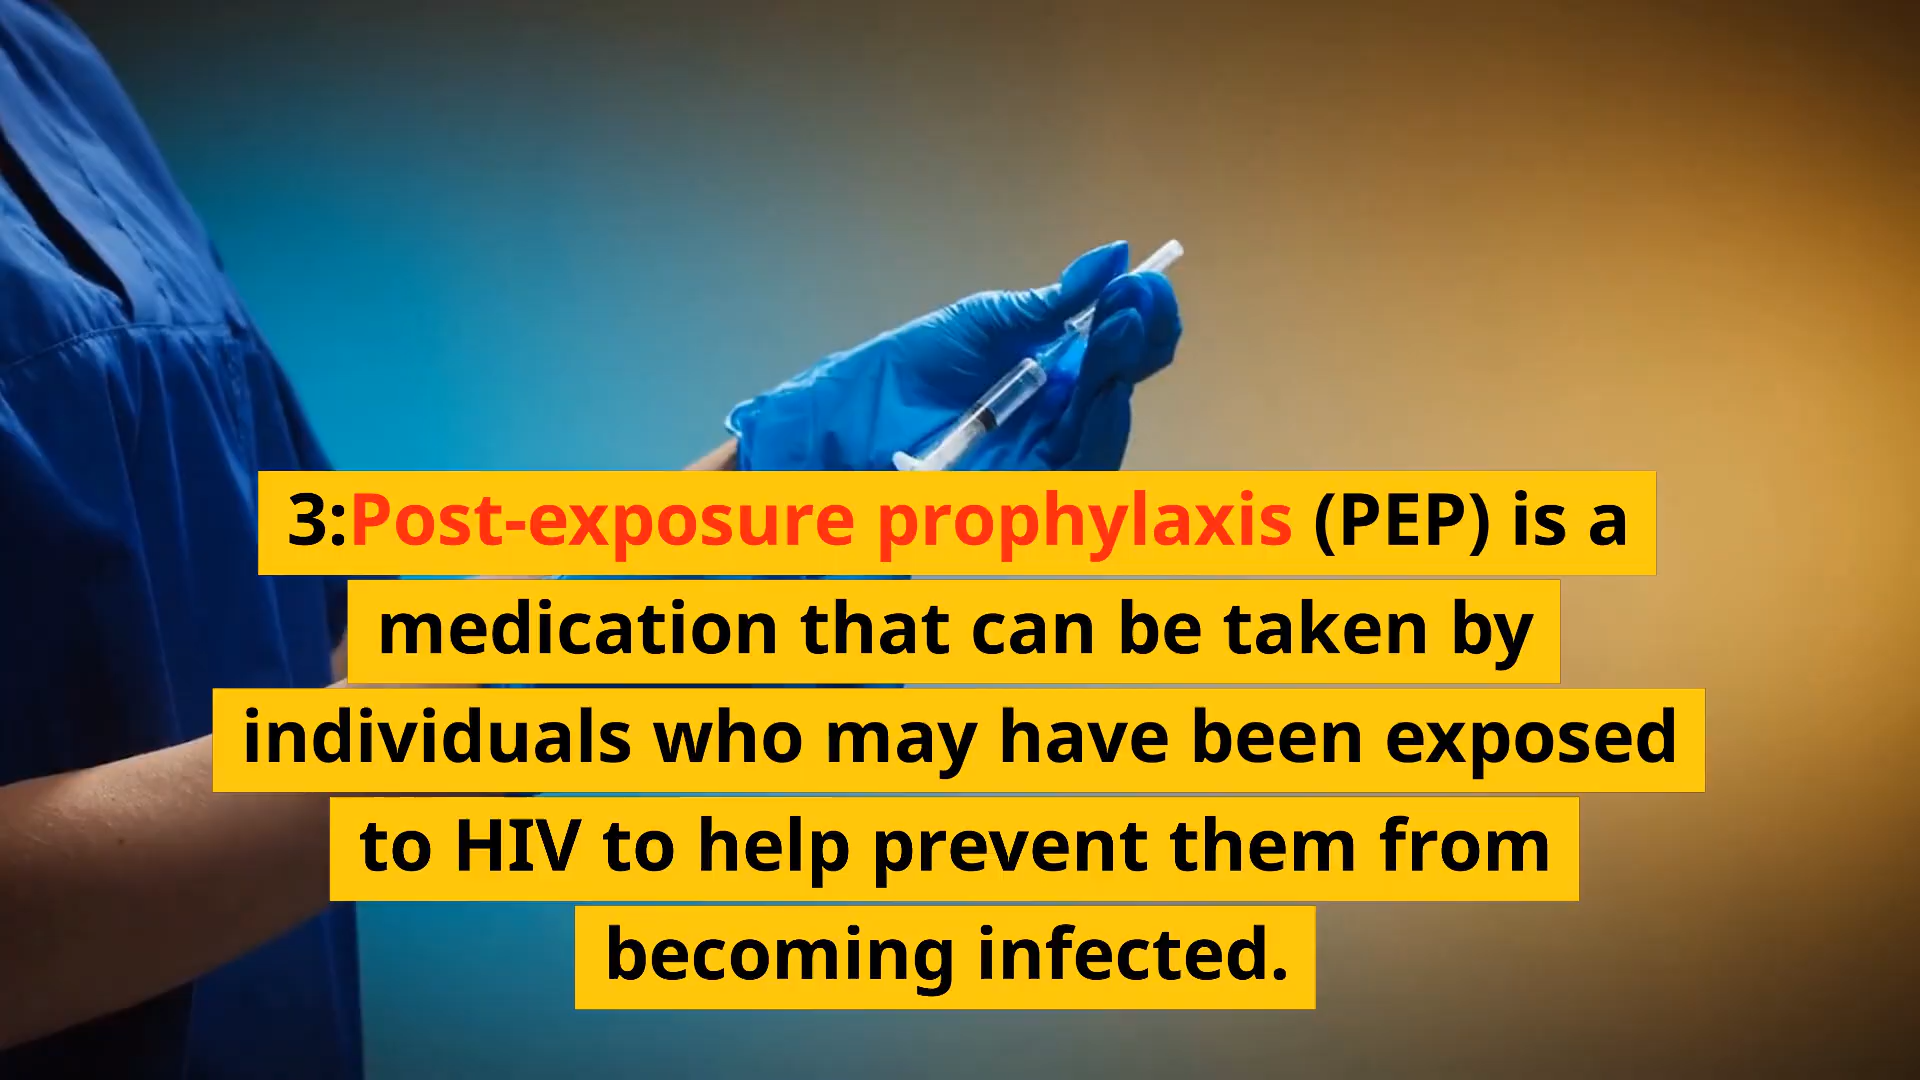 3:Post-exposure prophylaxis (PEP) is a
medication that can be taken by
individuals who may have been exposed
to HIV to help prevent them from
becoming infected.